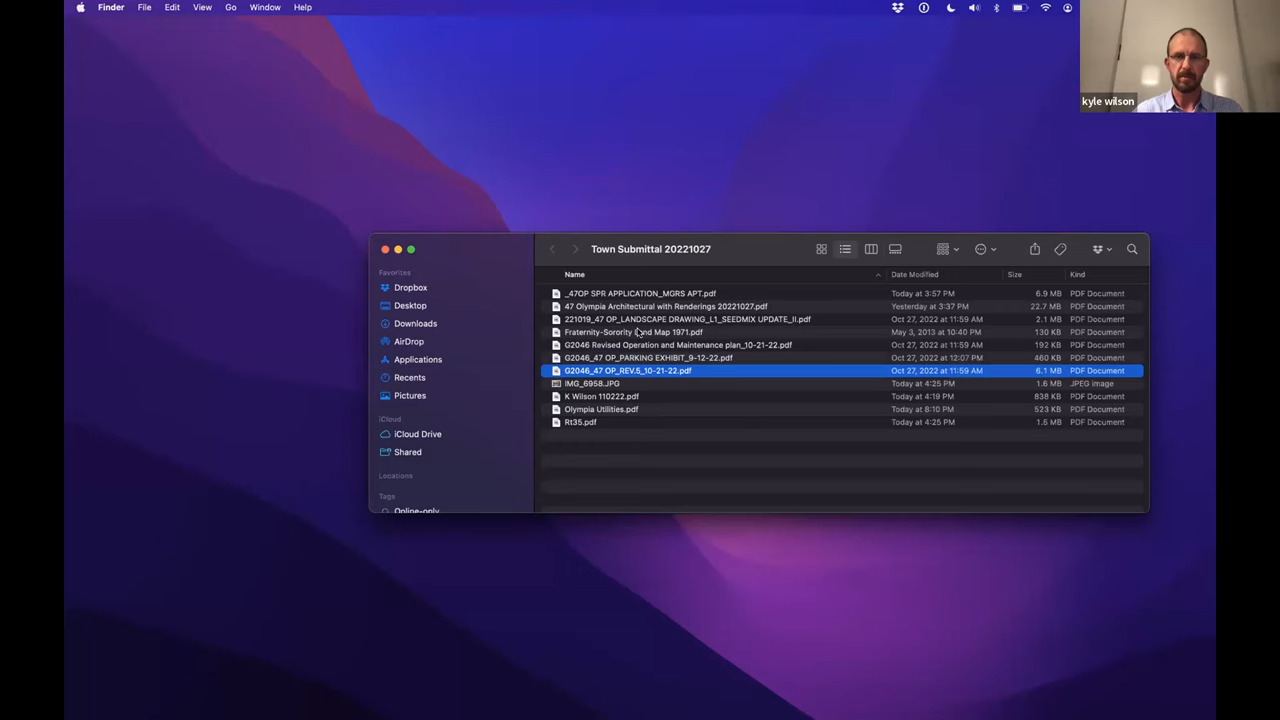 Finder File Edit View Go Window Help
kyle wilson
Town Submittal 20221027
Favorites
Dropbox
Desktop
Downloads
AirDrop
Applications
Recents
Pictures
iCloud
iCloud Drive
Shared
Locations
Tags
Online-only
Name Date Modified Size Kind
_47OP SPR APPLICATION_MGRS APT.pdf Today at 3:57 PM 6.9 MB PDF Document
47 Olympia Architectural with Renderings 20221027.pdf Yesterday at 3:37 PM 22.7 MB PDF Document
221019_47 OP_LANDSCAPE DRAWING_L1_SEEDMIX UPDATE_II.pdf Oct 27, 2022 at 11:59 AM 2.1 MB PDF Document
Fraternity-Sorority Map 1971.pdf May 3, 2013 at 10:40 PM 130 KB PDF Document
G2046 Revised Operation and Maintenance plan_10-21-22.pdf Oct 27, 2022 at 11:59 AM 192 KB PDF Document
G2046_47 OP_PARKING EXHIBIT_9-12-22.pdf Oct 27, 2022 at 12:07 PM 460 KB PDF Document
G2046_47 OP_REV.5_10-21-22.pdf Oct 27, 2022 at 11:59 AM 6.1 MB PDF Document
IMG_6958.JPG Today at 4:25 PM 1.6 MB JPEG image
K Wilson 110222.pdf Today at 4:19 PM 838 KB PDF Document
Olympia Utilities.pdf Today at 8:10 PM 523 KB PDF Document
Rt35.pdf Today at 4:25 PM 1.5 MB PDF Document